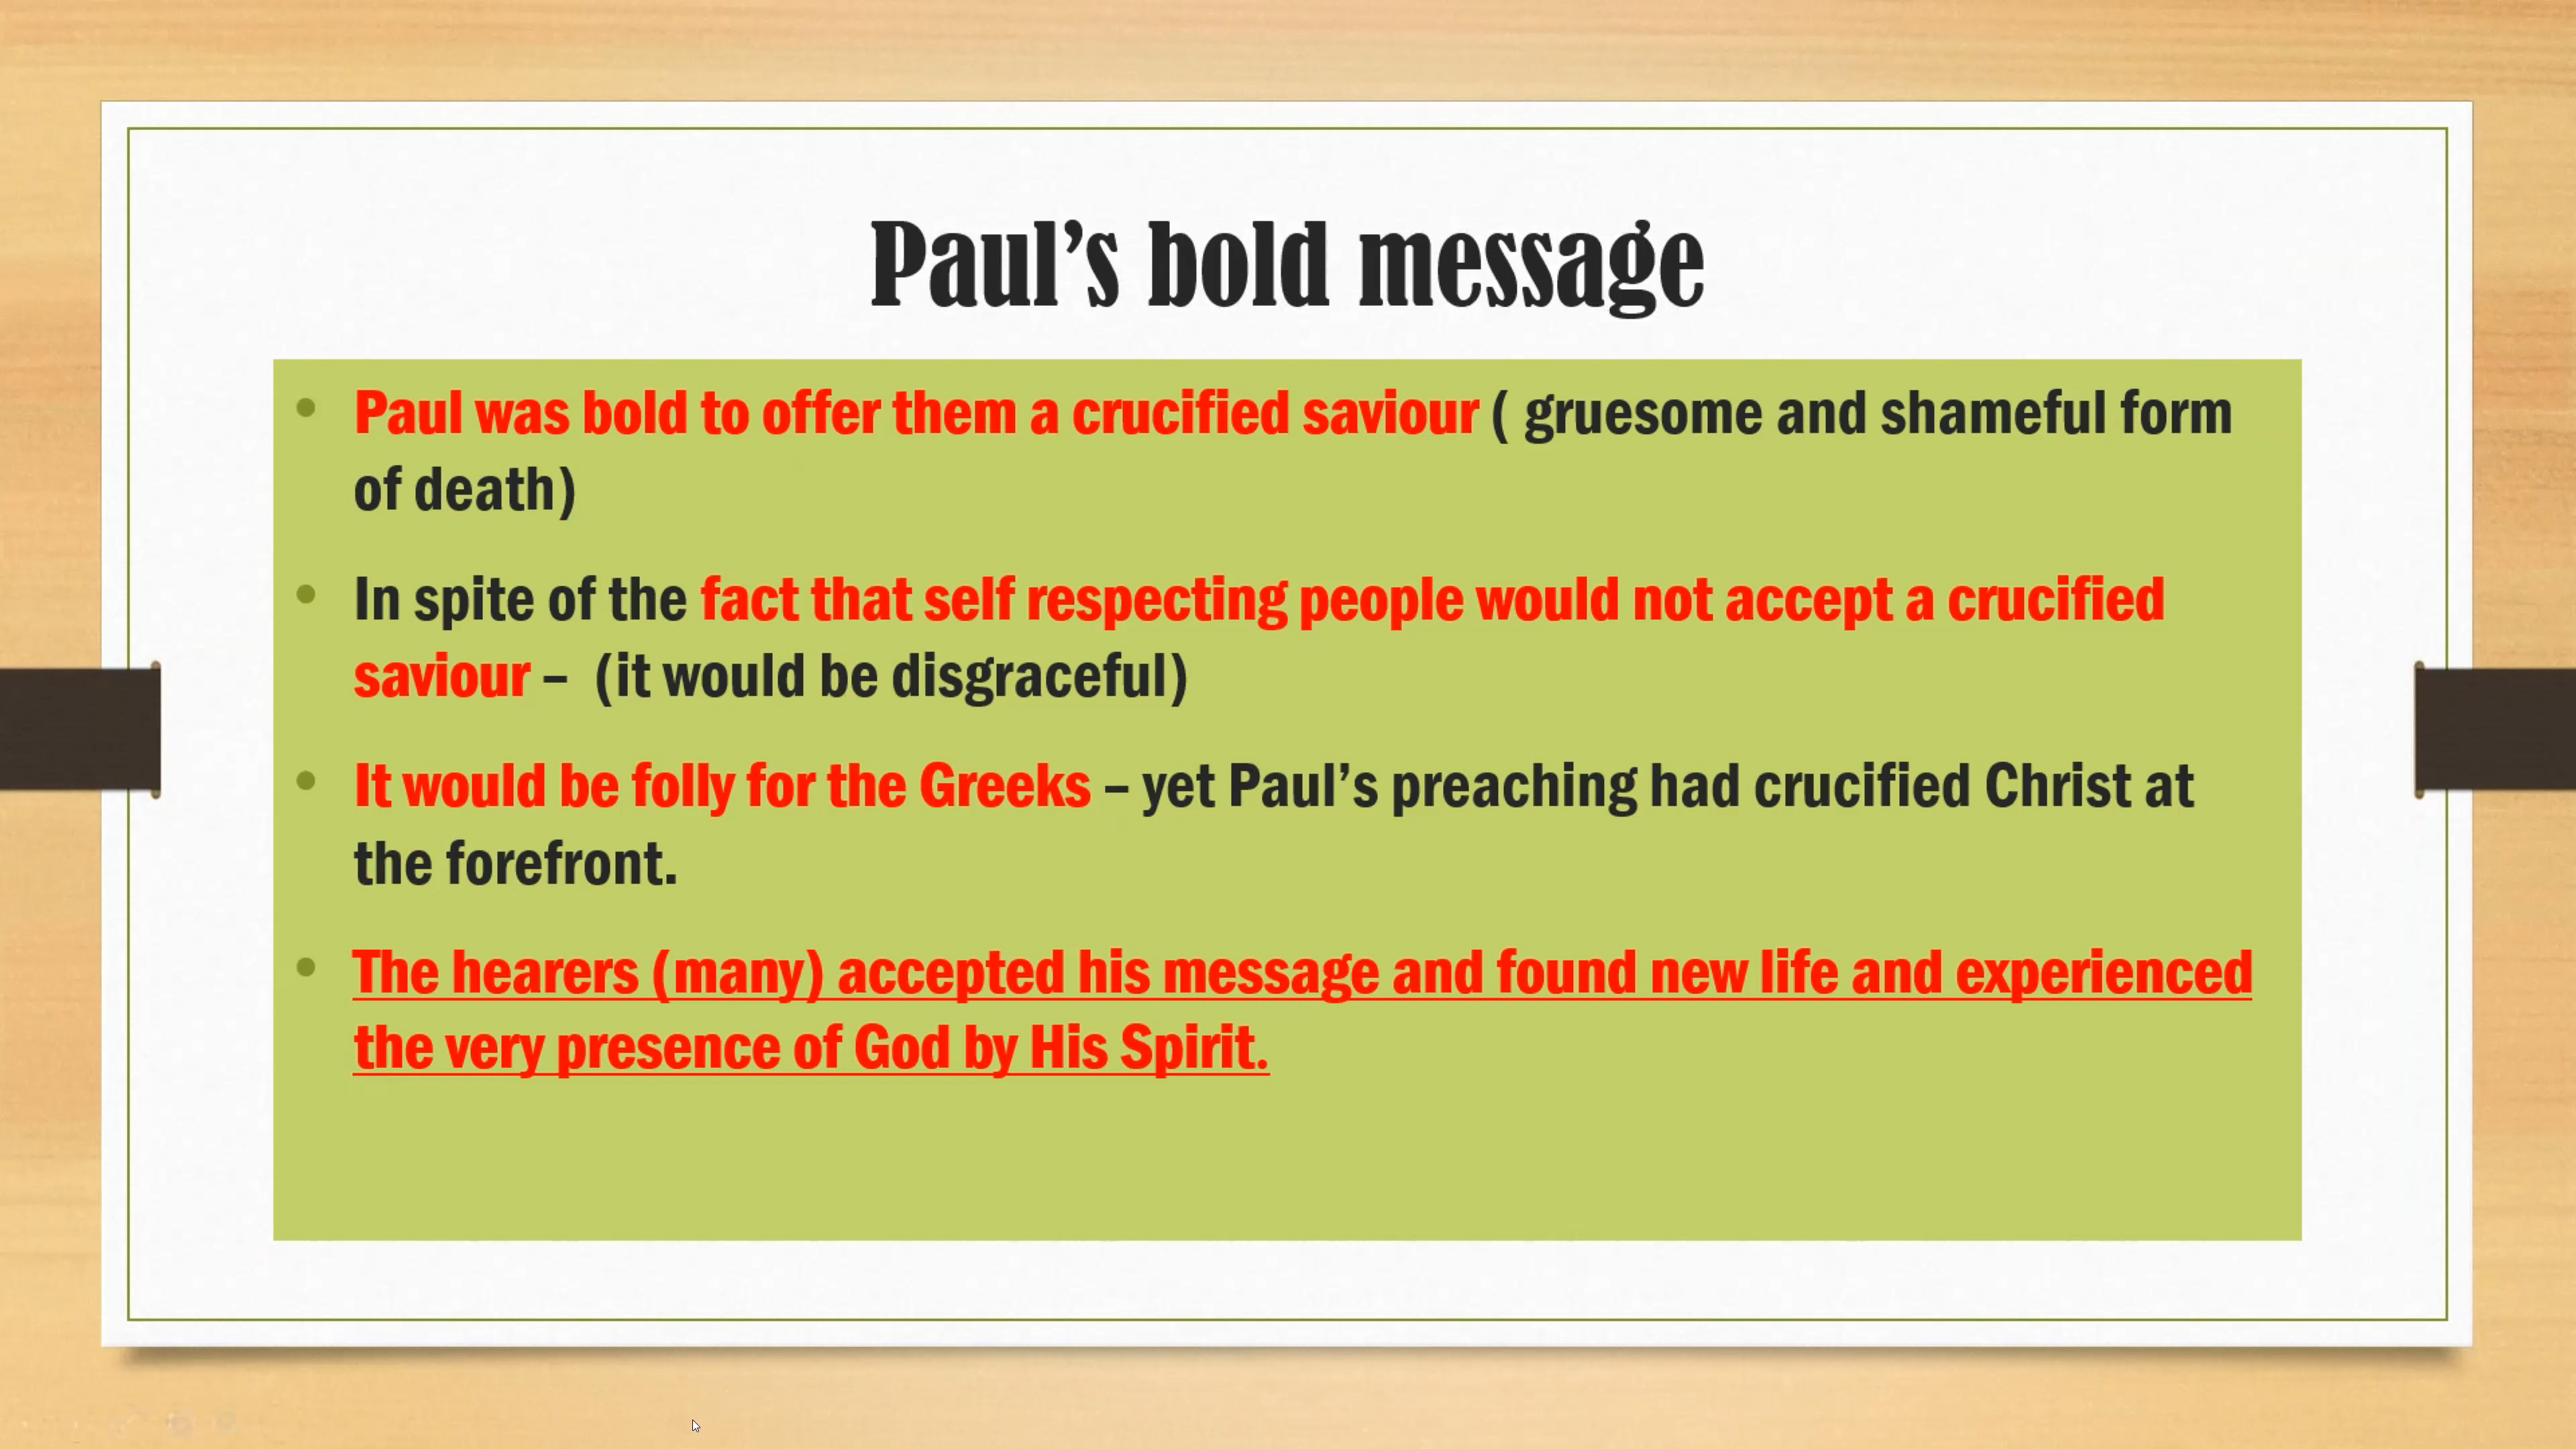 Paul’s bold message
• Paul was bold to offer them a crucified saviour ( gruesome and shameful form
of death)
• In spite of the fact that self respecting people would not accept a crucified
saviour – (it would be disgraceful)
• It would be folly for the Greeks – yet Paul’s preaching had crucified Christ at
the forefront.
• The hearers (many) accepted his message and found new life and experienced
the very presence of God by His Spirit.